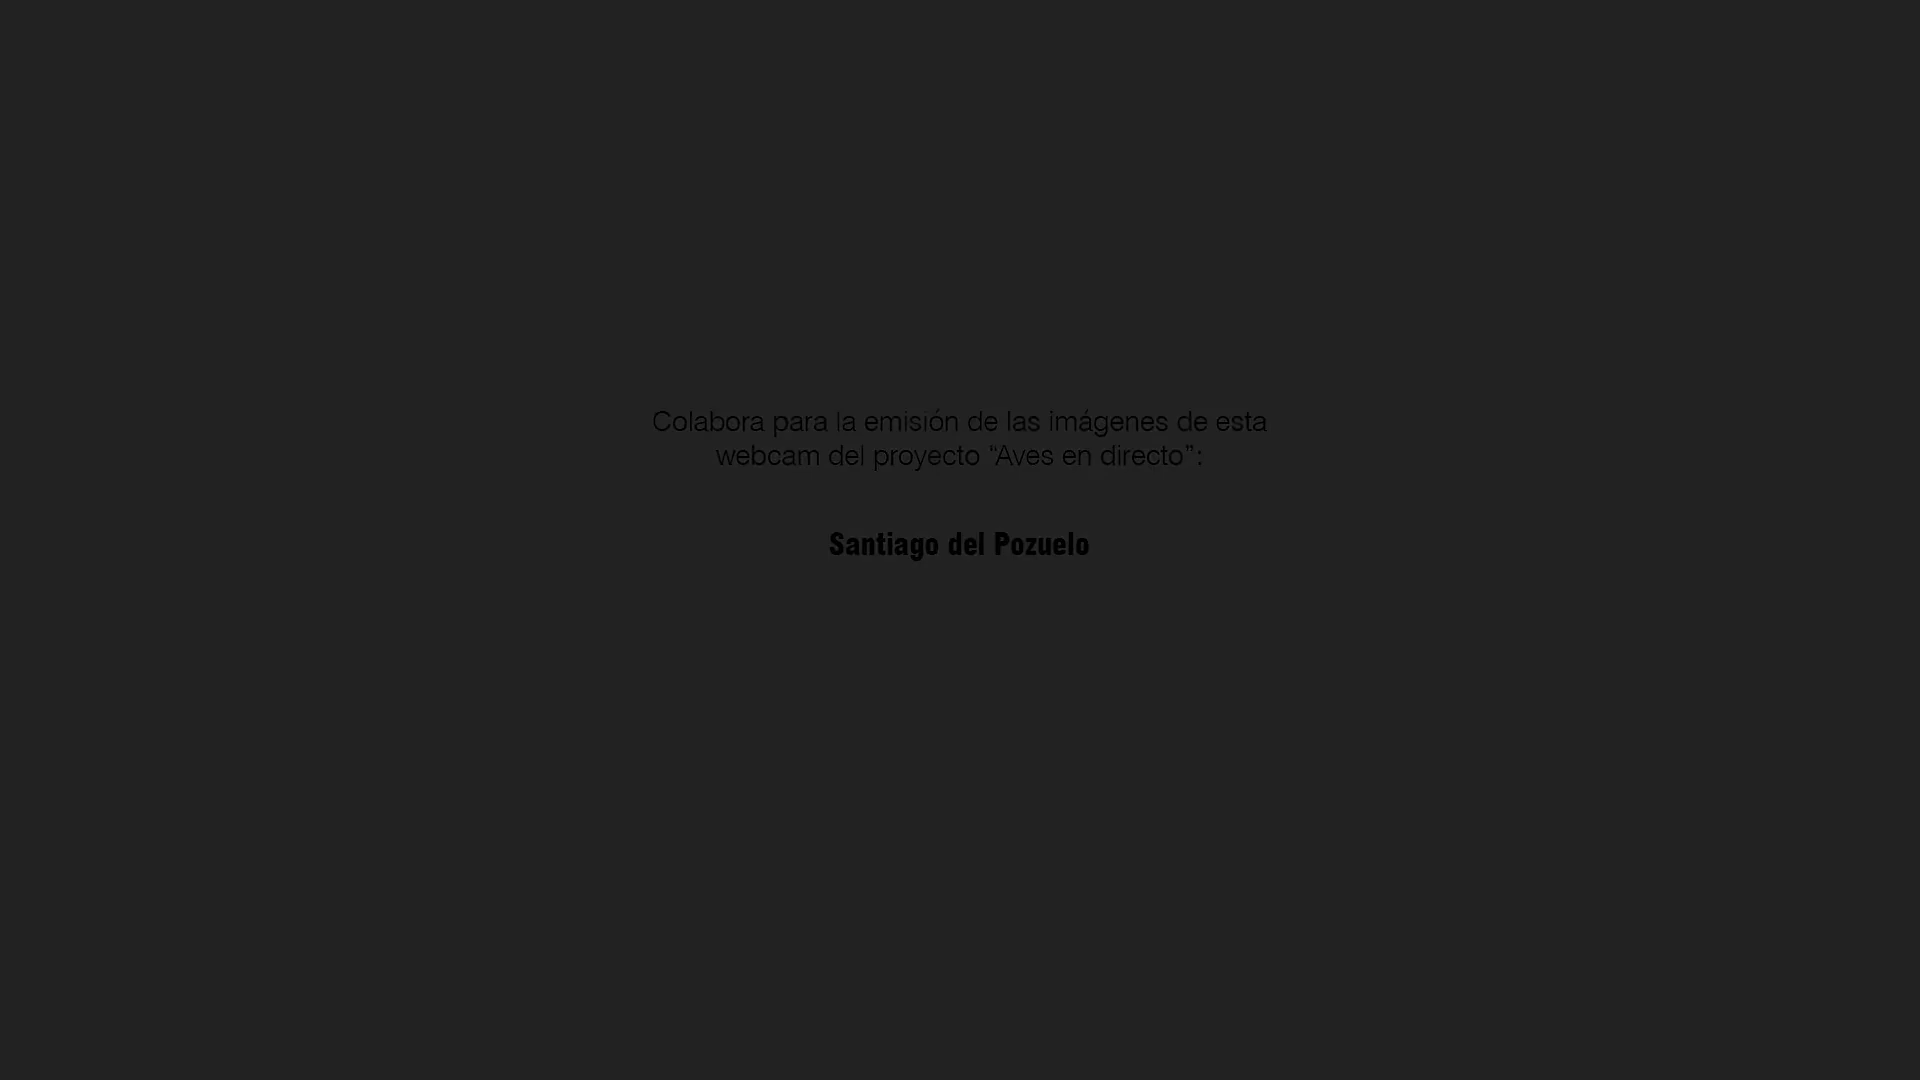 Colabora para la emisión de las imágenes de esta
webcam del proyecto “Aves en directo”:
Santiago del Pozuelo